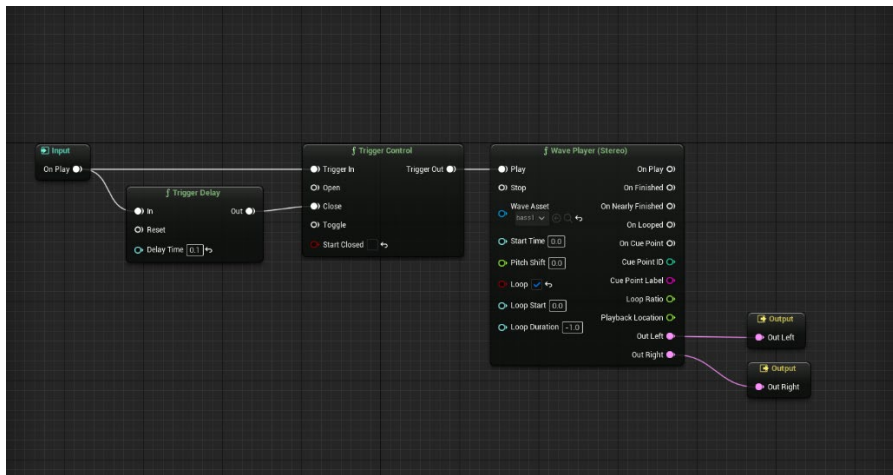 Input
On Play
ƒ Trigger Delay
In
Out
Reset
Delay Time 0.1
ƒ Trigger Control
Trigger In
Trigger Out
Open
Close
Toggle
Start Closed
ƒ Wave Player (Stereo)
Play
On Play
Stop
On Finished
Wave Asset
On Nearly Finished
On Looped
Start Time 0.0
On Cue Point
Pitch Shift 0.0
Cue Point ID
Loop
Cue Point Label
Loop Start 0.0
Loop Ratio
Loop Duration -1.0
Playback Location
Out Left
Out Right
Output
Out Left
Output
Out Right